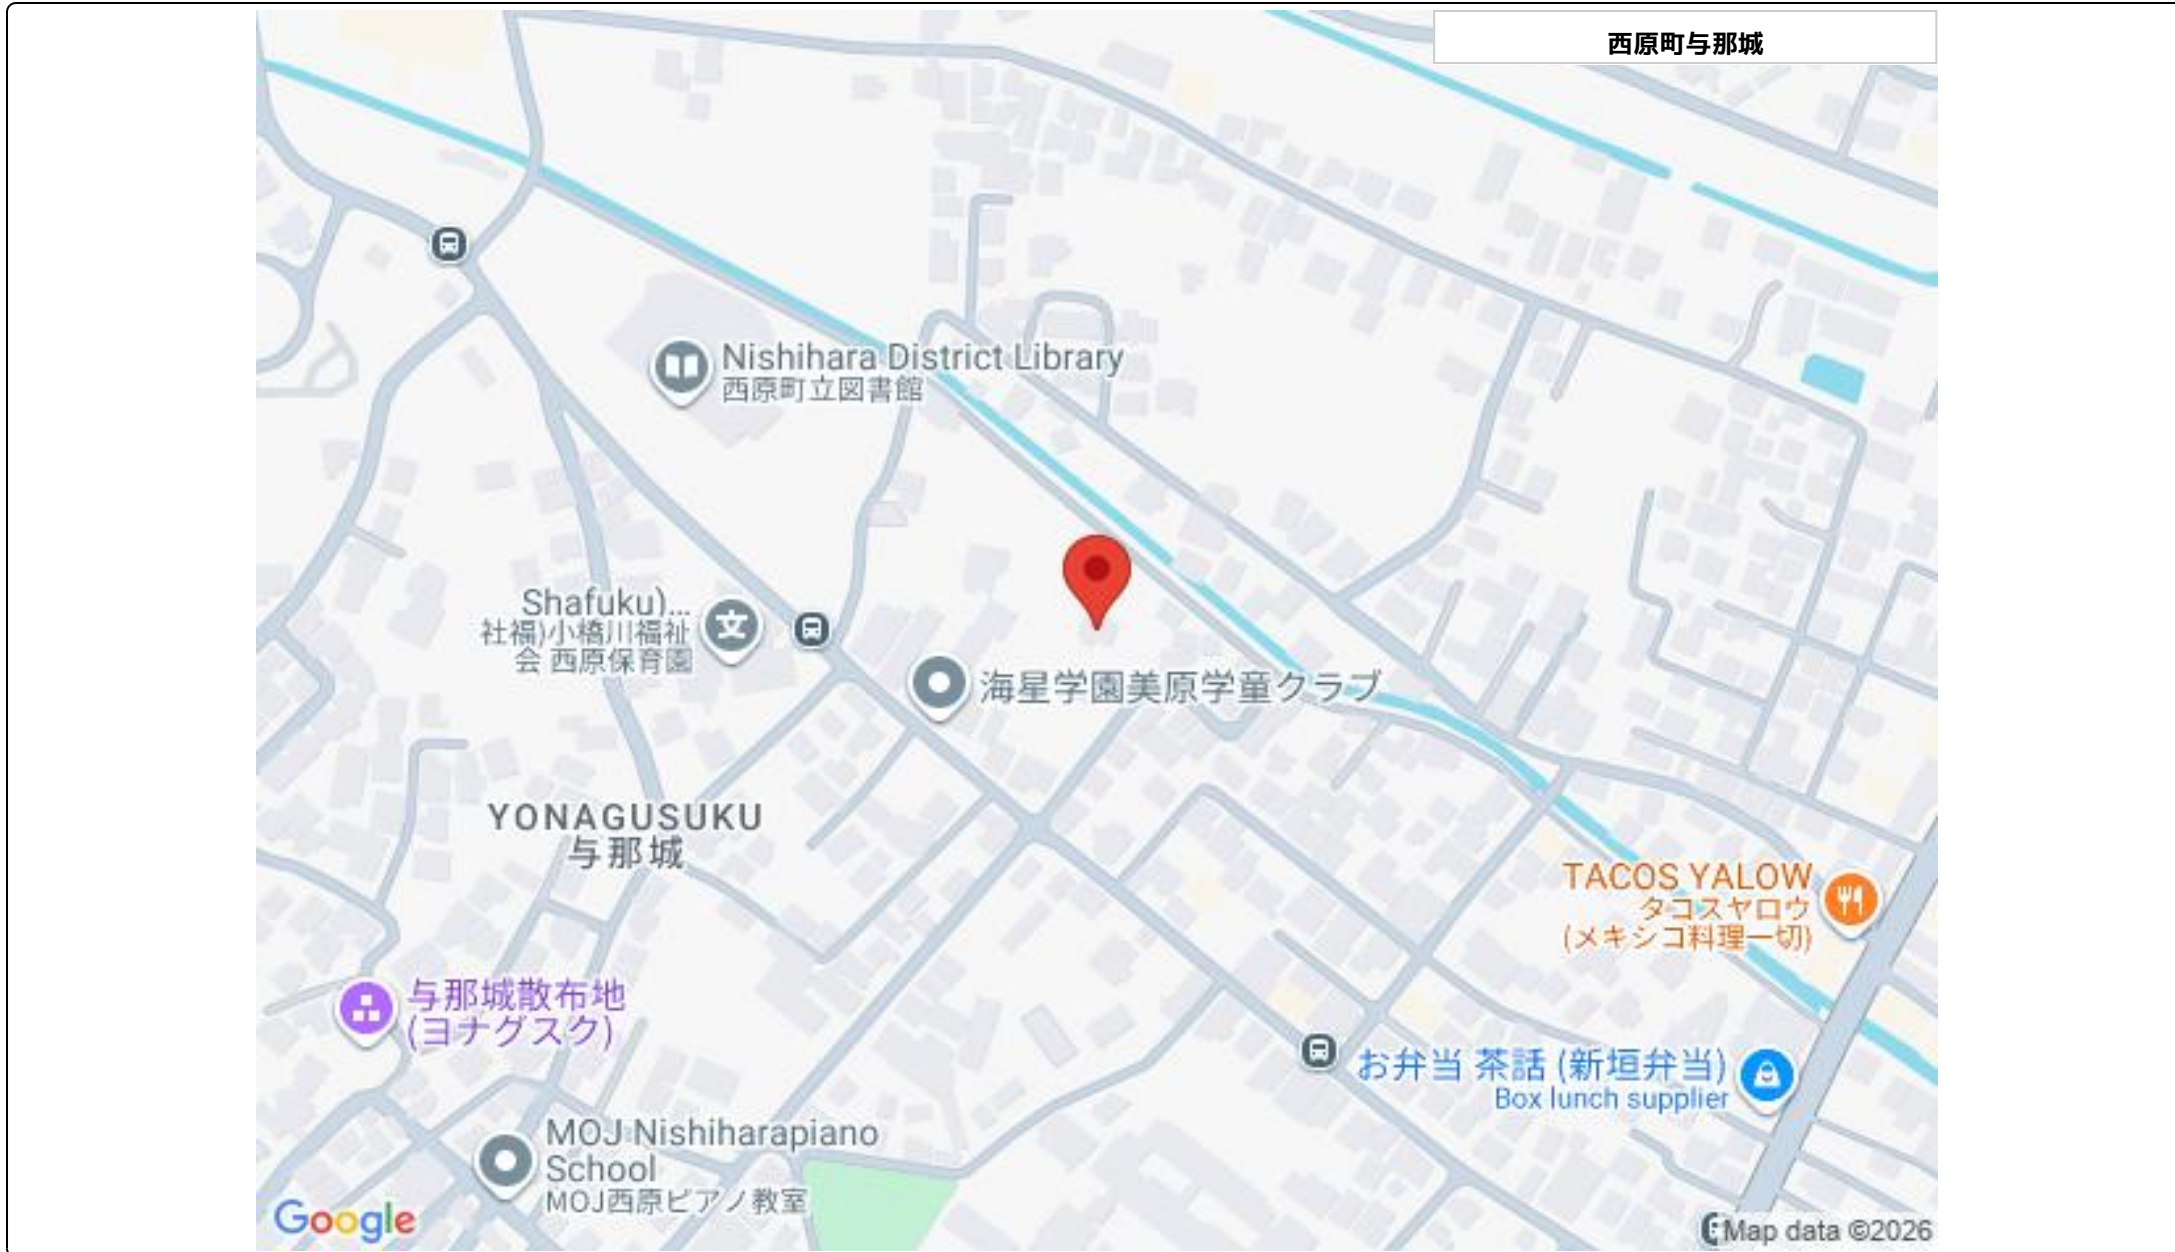 西原町与那城
Nishihara District Library
西原町立図書館
Shafuku)...
社福)小橋川福祉
会 西原保育園
海星学園美原学童クラブ
YONAGUSUKU
与那城
TACOS YALOW
タコスヤロウ
(メキシコ料理一切)
与那城散布地
(ヨナグスク)
お弁当 茶話 (新垣弁当)
Box lunch supplier
MOJ Nishiharapiano
School
MOJ西原ピアノ教室
Google
Map data ©2026